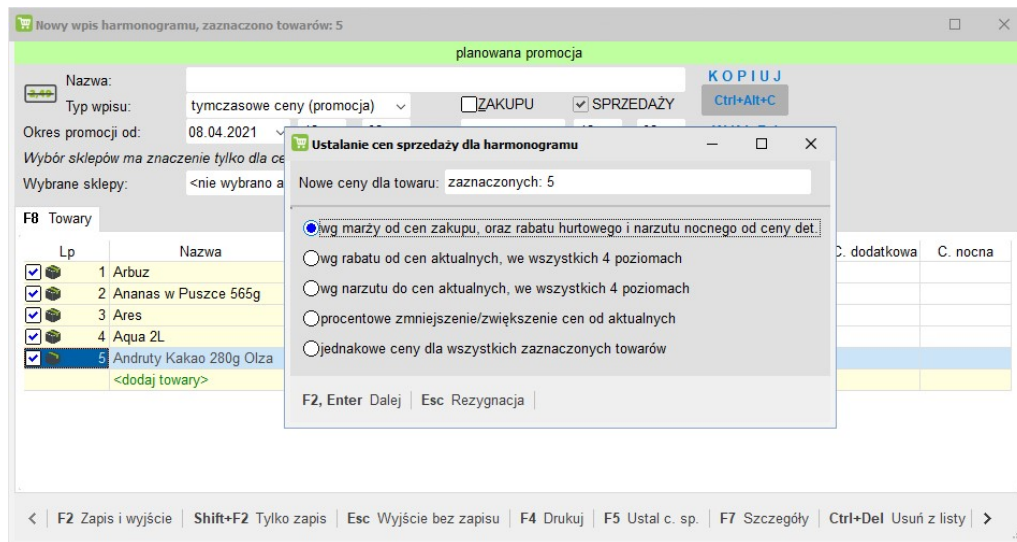 Nowy wpis harmonogramu, zaznaczono towarów: 5
planowana promocja
Nazwa:
KOPIUJ
2,49
Typ wpisu: tymczasowe ceny (promocja) ZAKUPU SPRZEDAŻY Ctrl+Alt+C
Okres promocji od: 08.04.2021
Wybór sklepów ma znaczenie tylko dla ce
Wybrane sklepy: <nie wybrano a
Ustalanie cen sprzedaży dla harmonogramu
Nowe ceny dla towaru: zaznaczonych: 5
wg marży od cen zakupu, oraz rabatu hurtowego i narzutu nocnego od ceny det.
wg rabatu od cen aktualnych, we wszystkich 4 poziomach
wg narzutu do cen aktualnych, we wszystkich 4 poziomach
procentowe zmniejszenie/zwiększenie cen od aktualnych
jednakowe ceny dla wszystkich zaznaczonych towarów
F2, Enter Dalej Esc Rezygnacja
F8 Towary
Lp Nazwa C. dodatkowa C. nocna
1 Arbuz
2 Ananas w Puszce 565g
3 Ares
4 Aqua 2L
5 Andruty Kakao 280g Olza
<dodaj towary>
F2 Zapis i wyjście Shift+F2 Tylko zapis Esc Wyjście bez zapisu F4 Drukuj F5 Ustal c. sp. F7 Szczegóły Ctrl+Del Usuń z listy